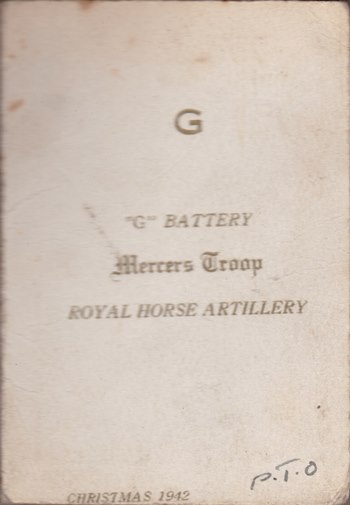 G
"G" BATTERY
Mercers Troop
ROYAL HORSE ARTILLERY
CHRISTMAS 1942
P.T.O